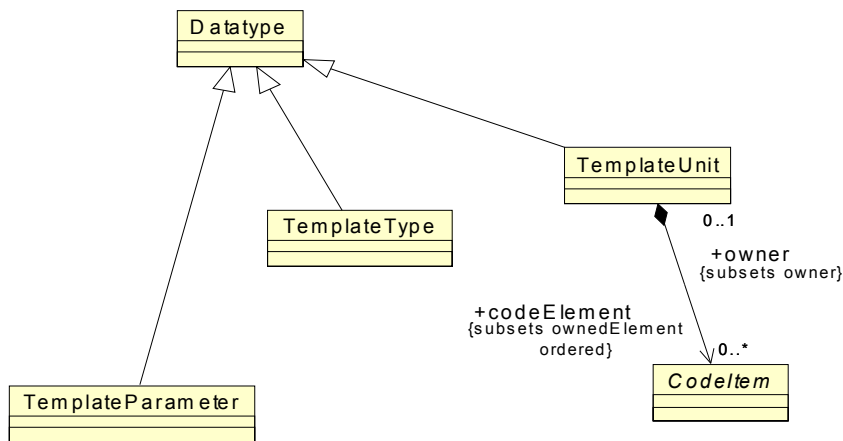 Datatype
TemplateUnit
TemplateType
0..1
+owner
{subsets owner}
+codeElement
{subsets ownedElement
ordered}
0..*
CodeItem
TemplateParameter